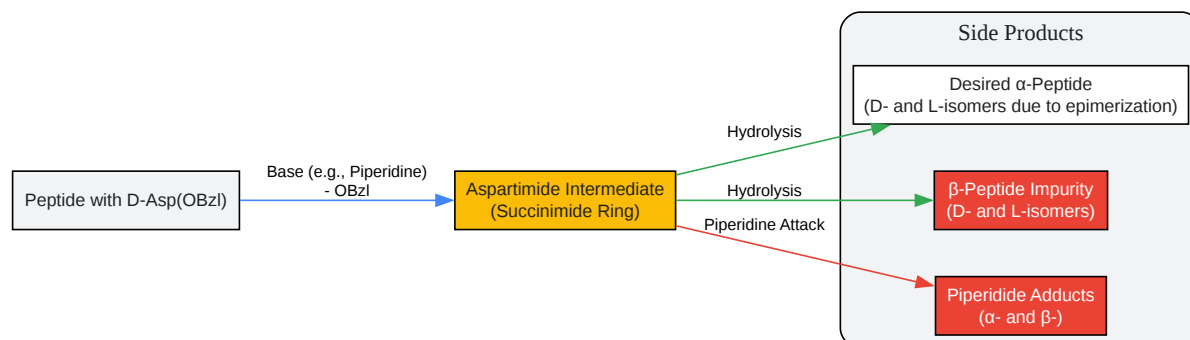 Side Products
Desired α-Peptide
(D- and L-isomers due to epimerization)
Hydrolysis
Base (e.g., Piperidine)
- OBzl
Peptide with D-Asp(OBzl)
Aspartimide Intermediate
(Succinimide Ring)
Hydrolysis
β-Peptide Impurity
(D- and L-isomers)
Piperidine Attack
Piperidide Adducts
(α- and β-)